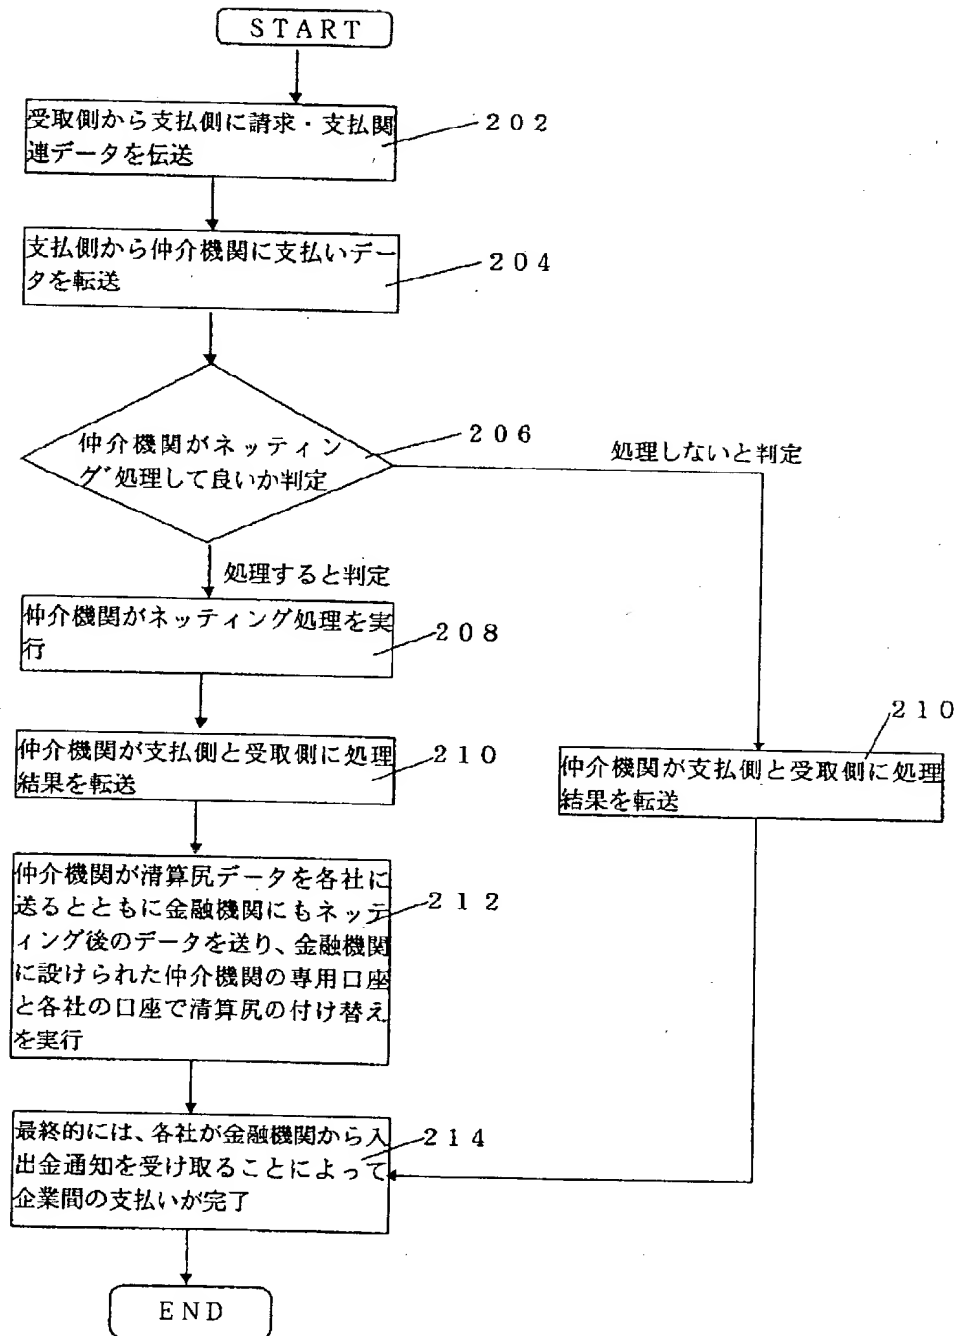 START
受取側から支払側に請求・支払関
連データを伝送
202
支払側から仲介機関に支払いデー
タを転送
204
仲介機関がネッティン
グ処理して良いか判定
206
処理しないと判定
処理すると判定
仲介機関がネッティング処理を実
行
208
仲介機関が支払側と受取側に処理
結果を転送
210
仲介機関が支払側と受取側に処理
結果を転送
210
仲介機関が清算尻データを各社に
送るとともに金融機関にもネッテ
ィング後のデータを送り、金融機関
に設けられた仲介機関の専用口座
と各社の口座で清算尻の付け替え
を実行
212
最終的には、各社が金融機関から入
出金通知を受け取ることによって
企業間の支払いが完了
214
END